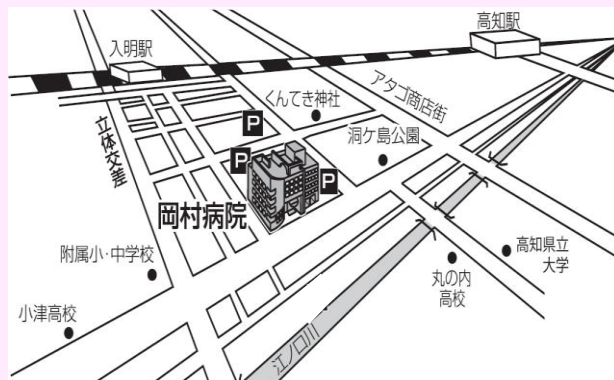 高知駅
入明駅
くんてき神社
アタゴ商店街
立体交差
P
洞ケ島公園
P
P
岡村病院
附属小・中学校
高知県立
大学
丸の内
高校
小津高校
江ノ口川